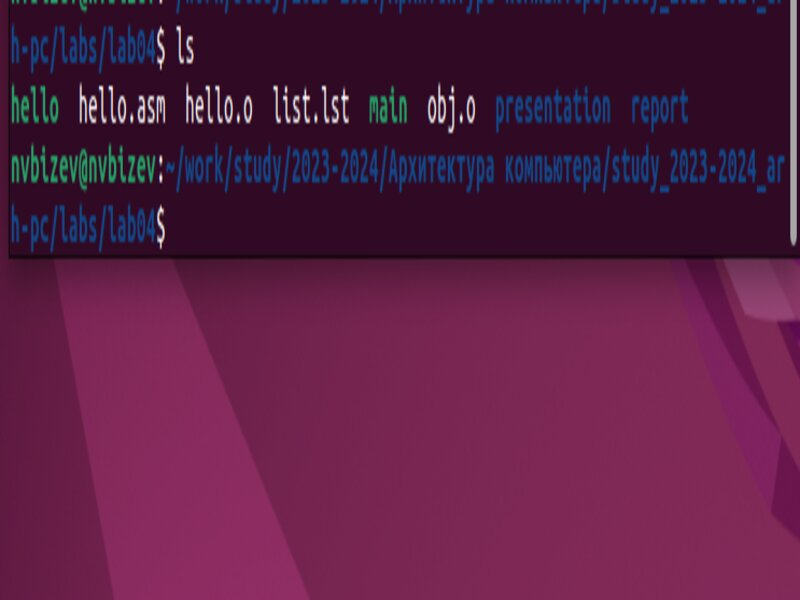 h-pc/labs/lab04$ ls
hello hello.asm hello.o list.lst main obj.o presentation report
nvbizev@nvbizev:~/work/study/2023-2024/Архитектура компьютера/study_2023-2024_ar
h-pc/labs/lab04$